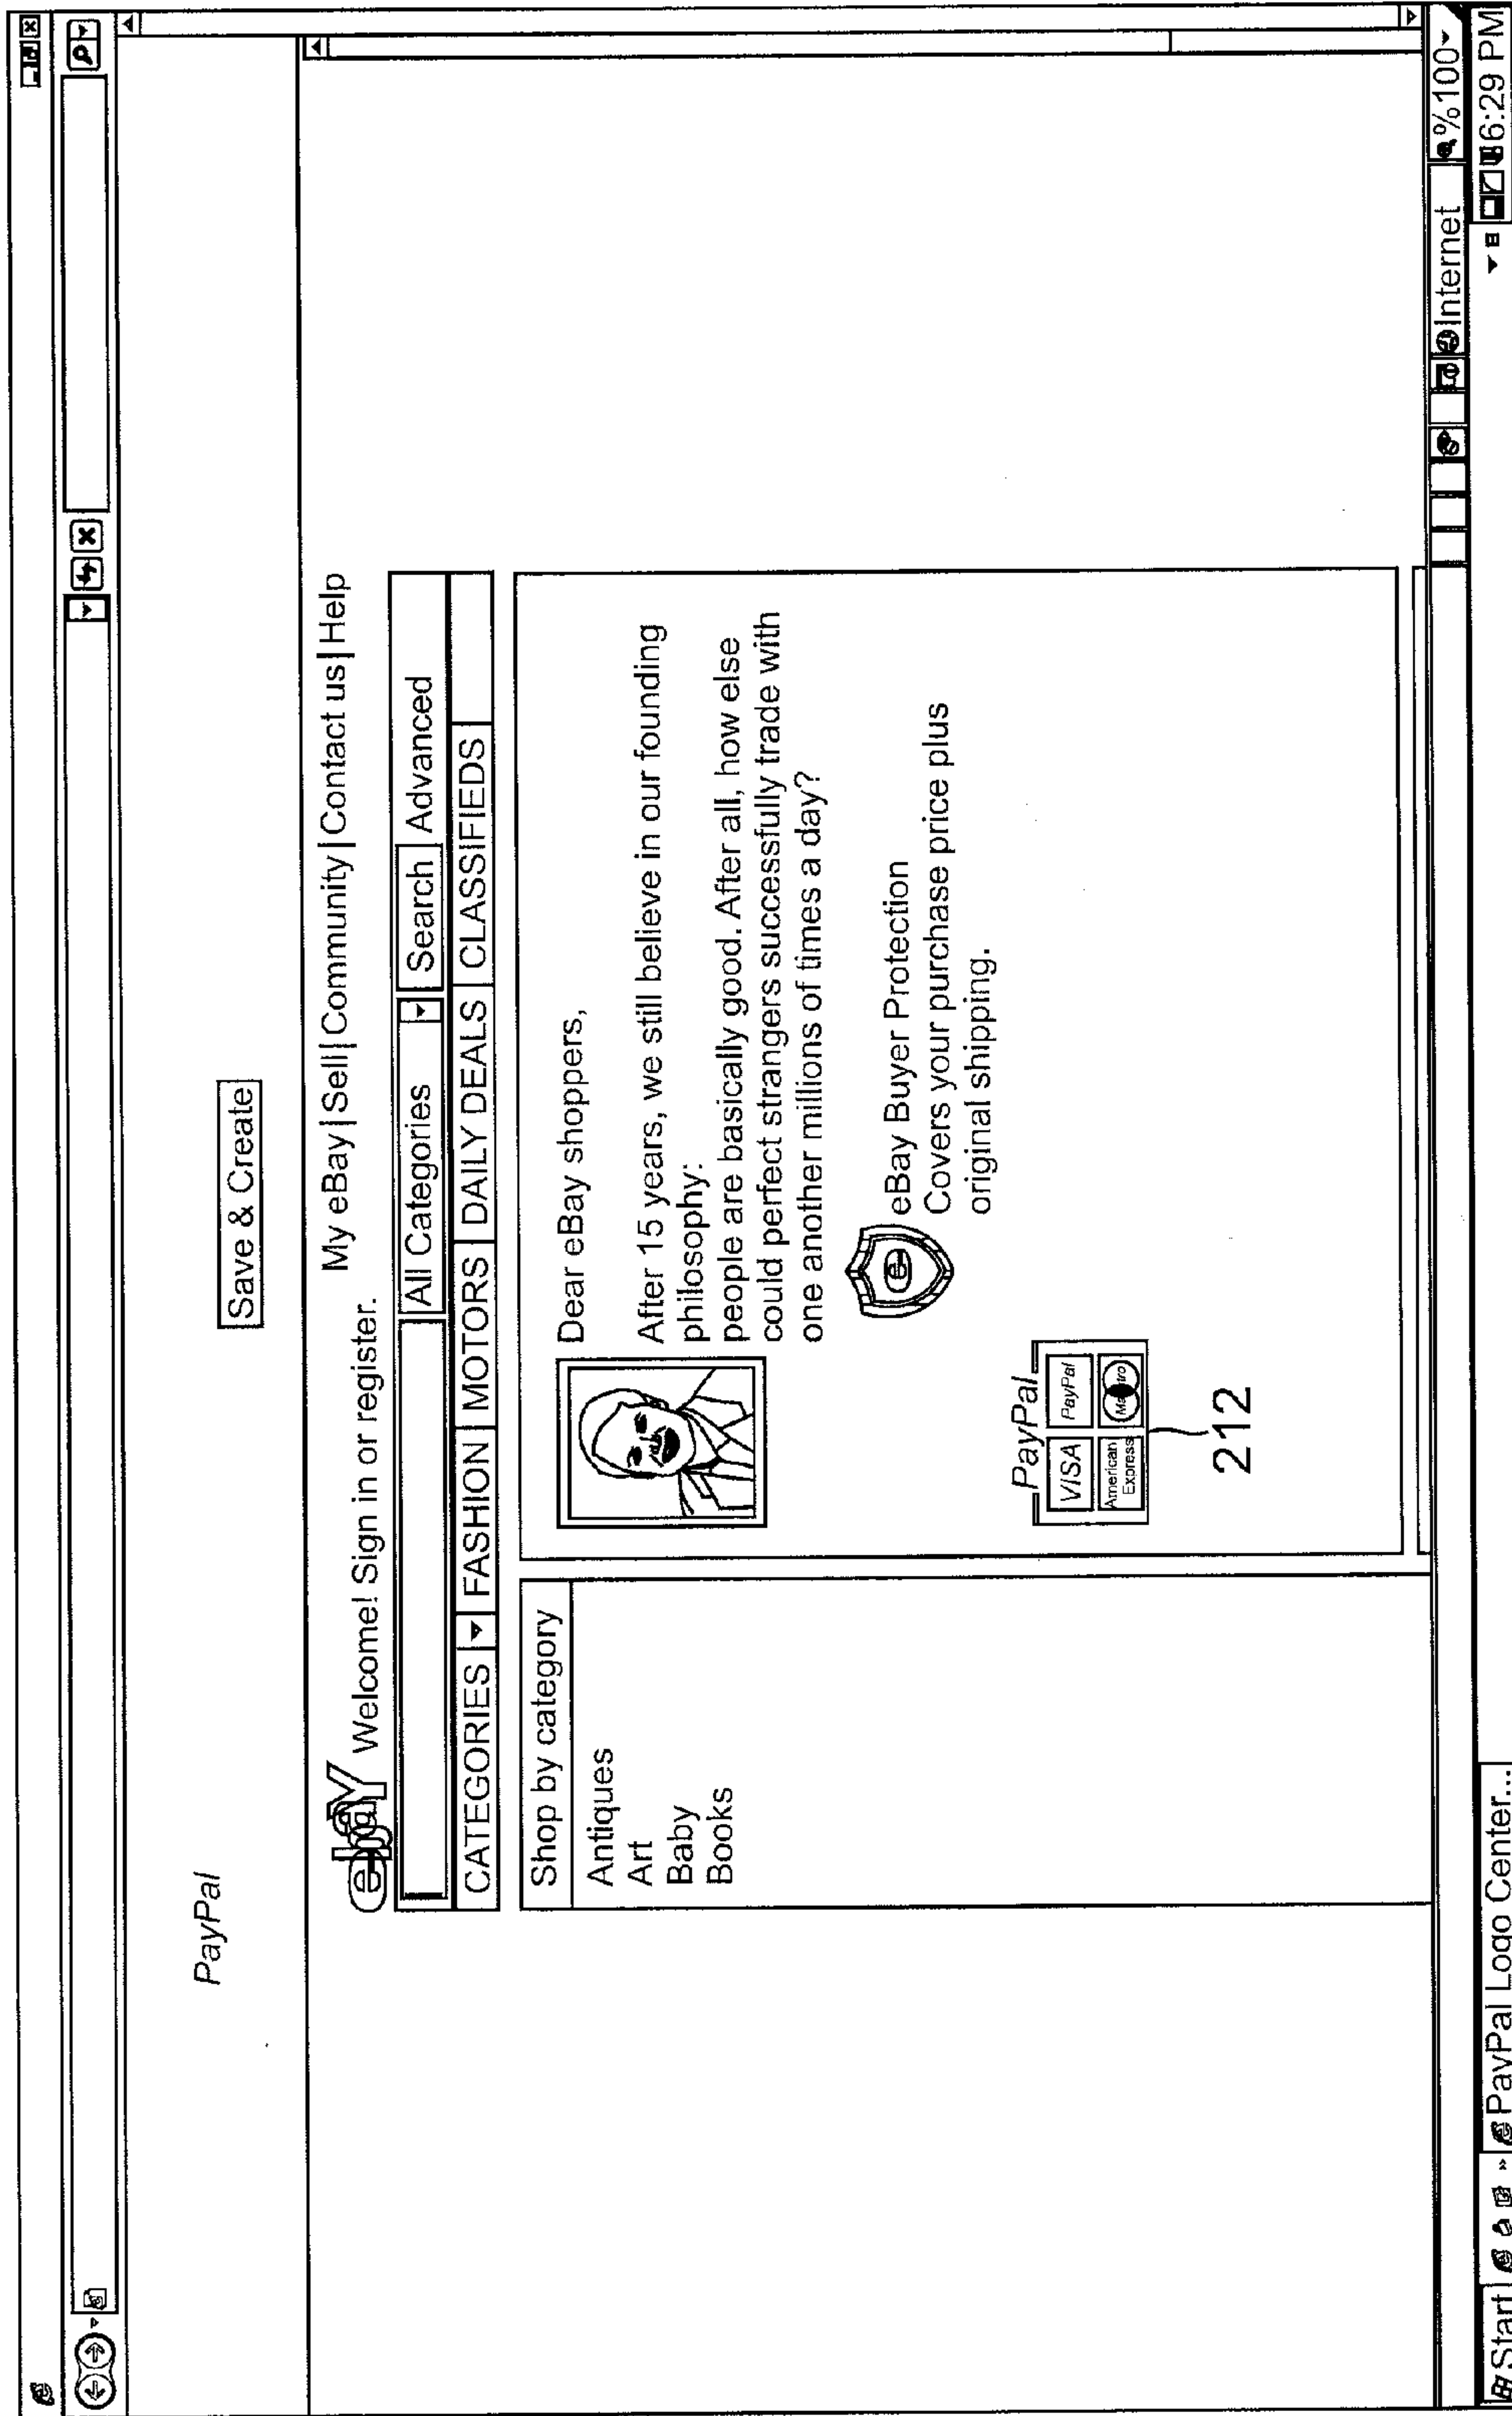 PayPal
Save & Create
ebaY Welcome! Sign in or register.
My eBay|Sell|Community|Contact us|Help
All Categories Search Advanced
CATEGORIES FASHION MOTORS DAILY DEALS CLASSIFIEDS
Shop by category
Antiques
Art
Baby
Books
Dear eBay shoppers,
After 15 years, we still believe in our founding
philosophy:
people are basically good. After all, how else
could perfect strangers successfully trade with
one another millions of times a day?
e
eBay Buyer Protection
Covers your purchase price plus
original shipping.
PayPal
VISA PayPal
American Express Maestro
212
Internet %100
Start » PayPal Logo Center... 6:29 PM